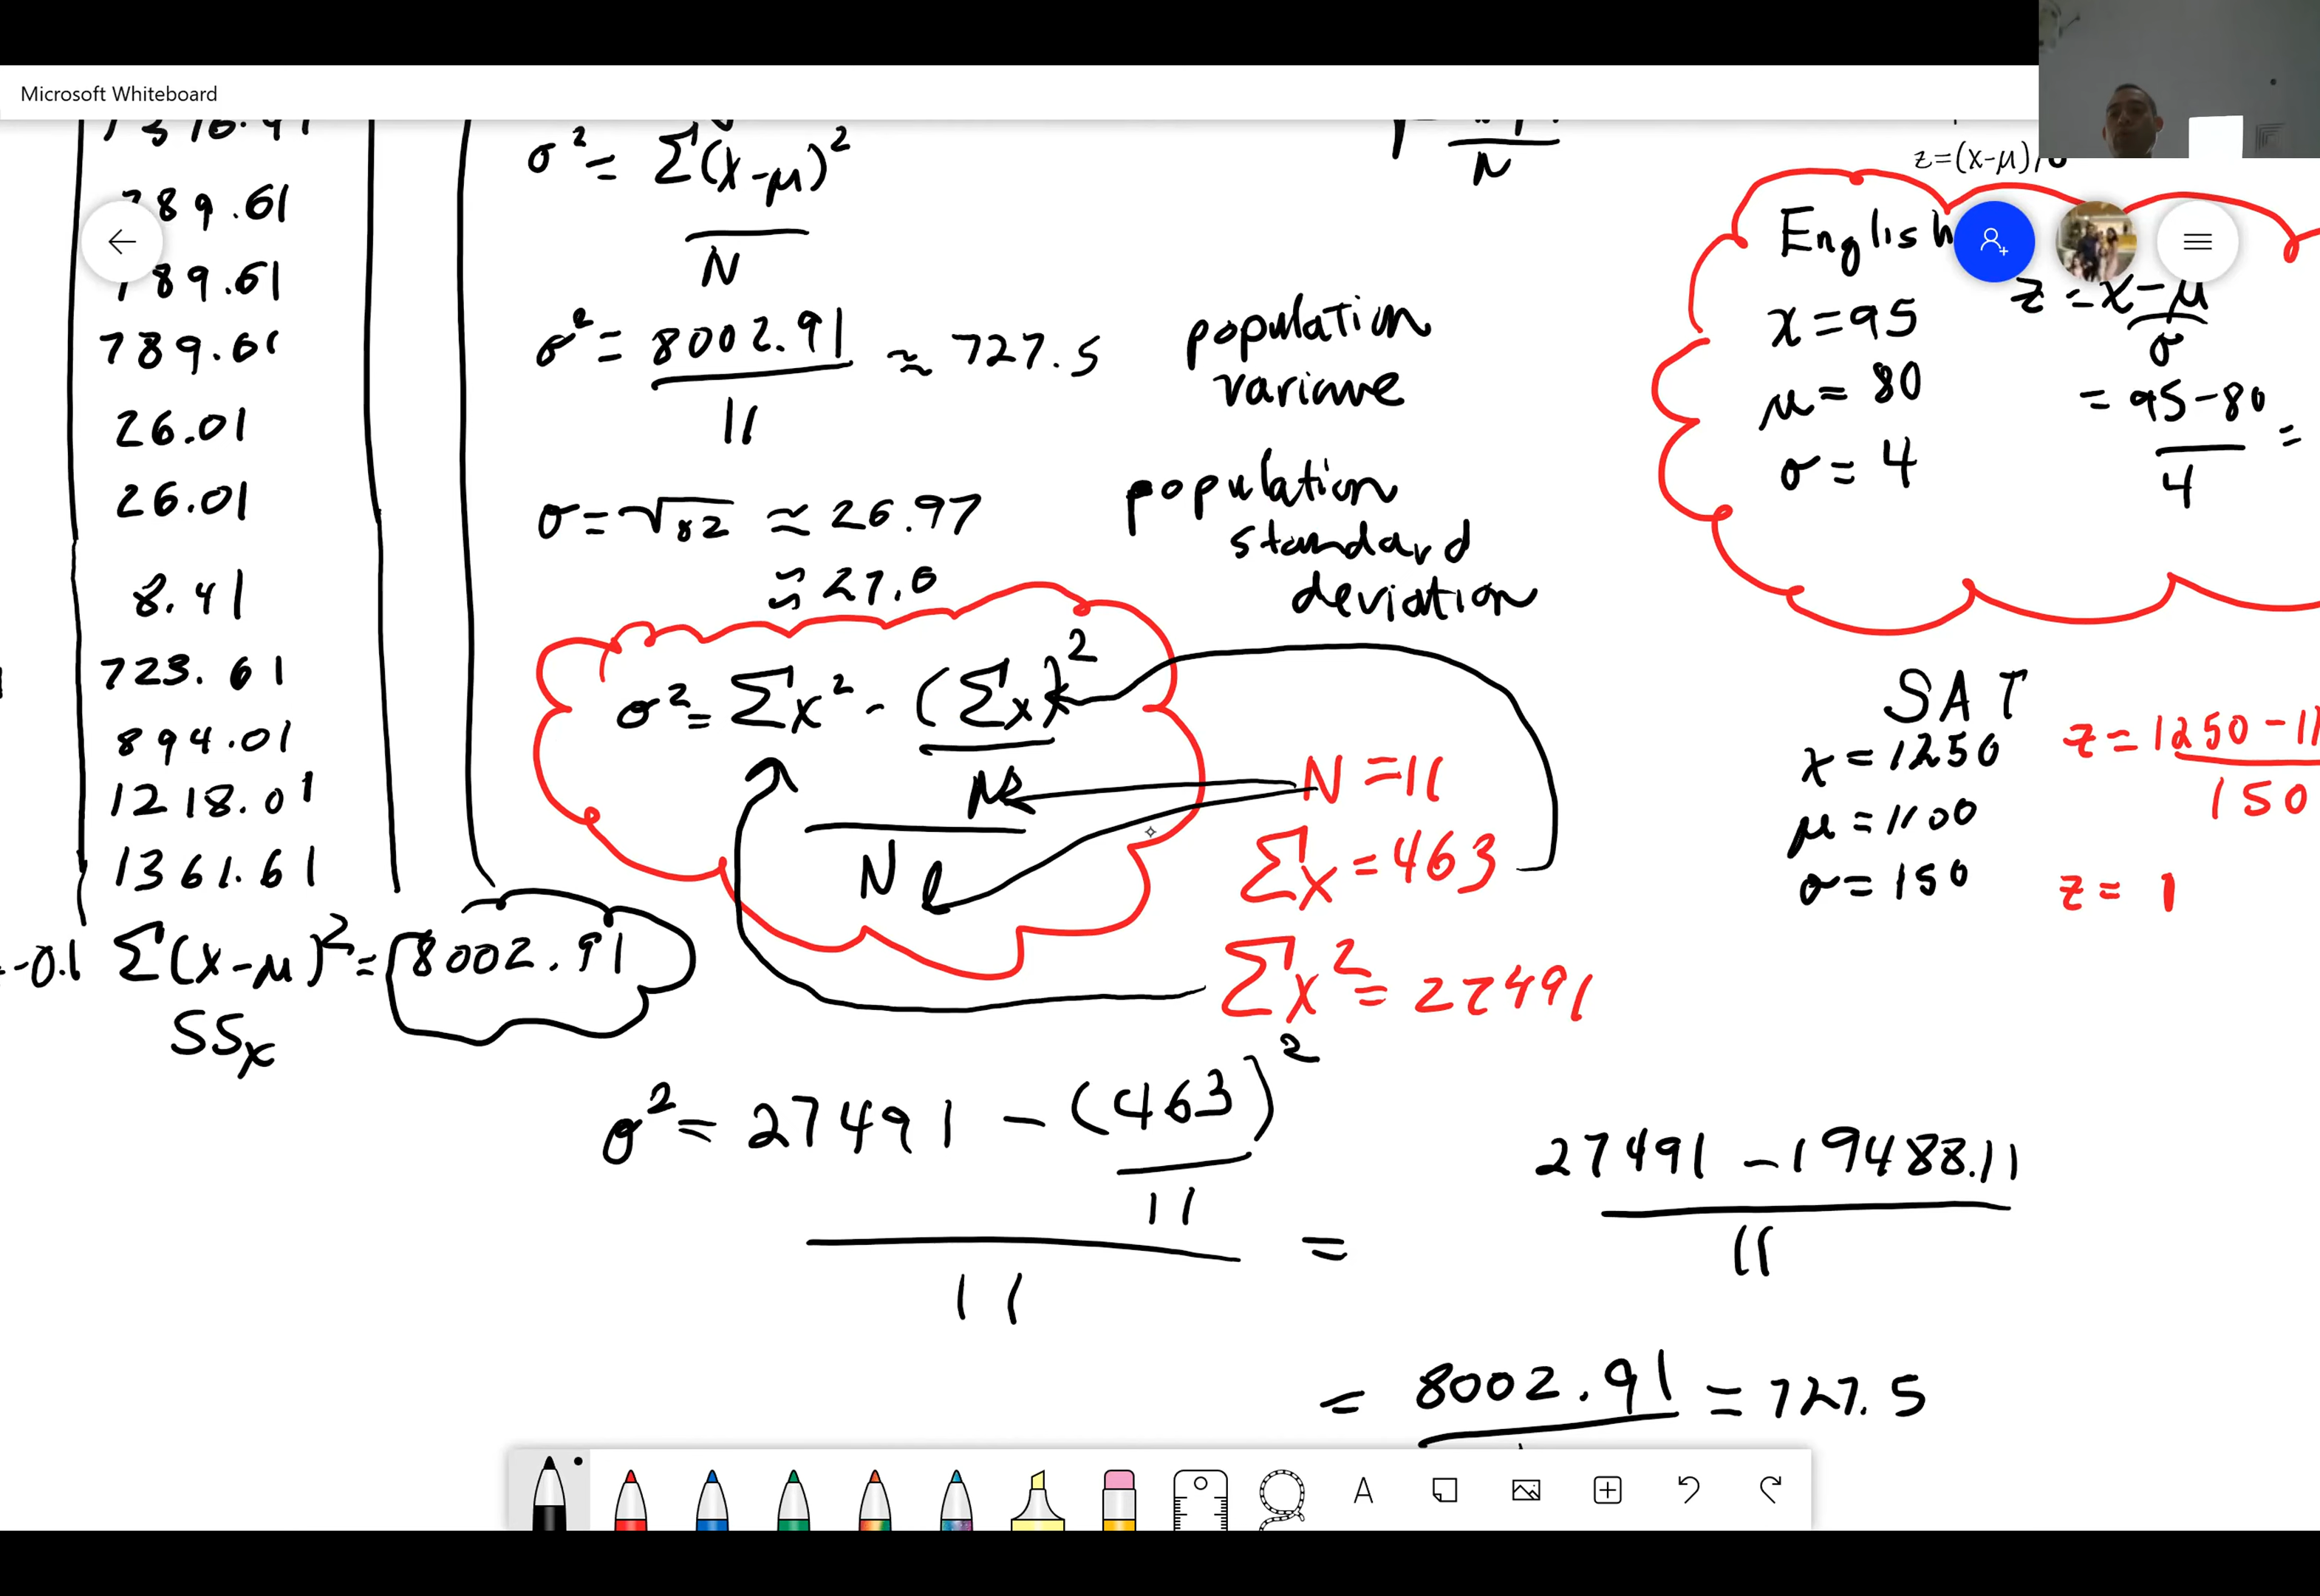 Microsoft Whiteboard
789.61
789.61
26.01
26.01
8.41
723.61
894.01
1218.01
1361.61
-0.1 Σ(x-μ)²=8002.91
SSx
σ²= Σ(x-μ)²
N
σ²= 8002.91 ≈ 727.5
11
population
σ=√82 ≈ 26.97
≈ 27.0
population
standard
deviation
σ²= Σx² - (Σx)²
N
N
N =11
Σx = 463
Σx² = 27491
σ²= 27491 - (463)²
11
11
=
27491 - 19488.11
11
= 8002.91 = 727.5
N
z=(x-μ)/σ
English
x=95
μ= 80
σ= 4
z =x-μ
σ
= 95-80 =
4
SAT
x=1250
μ=1100
σ=150
z= 1250-11
150
z= 1
A